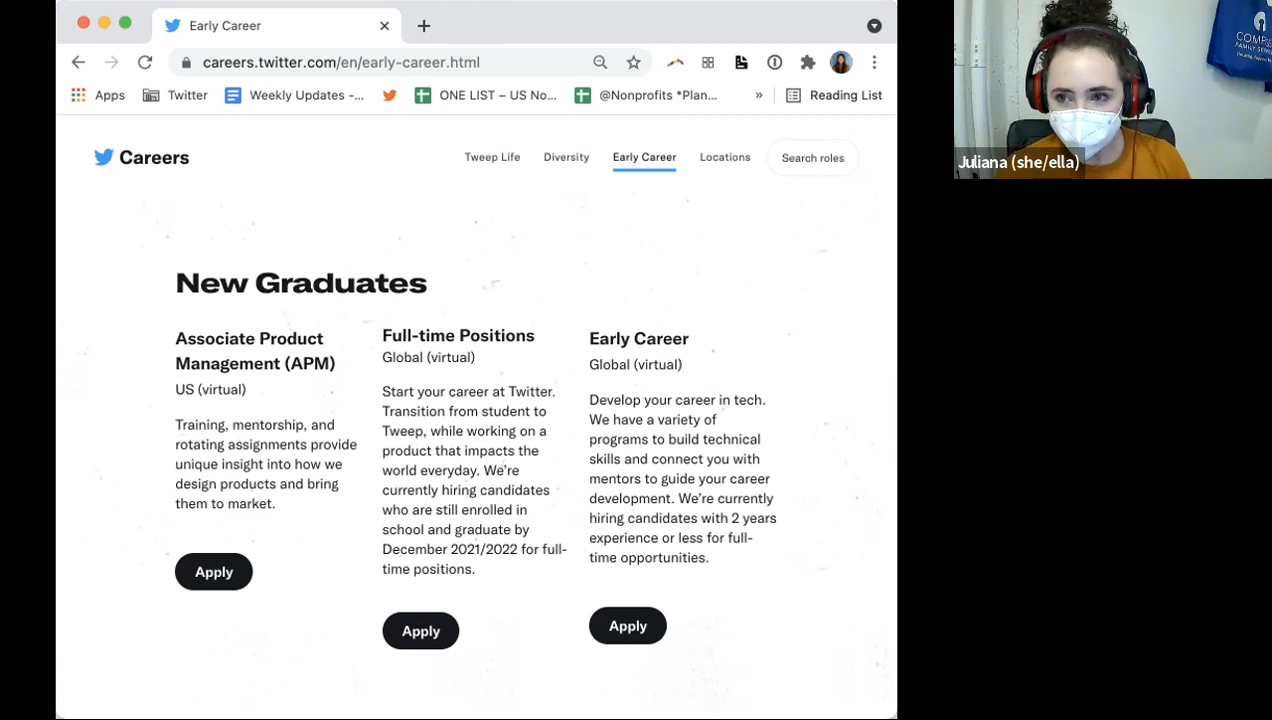 Early Career
careers.twitter.com/en/early-career.html
Apps
Twitter
Weekly Updates -...
ONE LIST – US No...
@Nonprofits *Plan...
»
Reading List
Careers
Tweep Life
Diversity
Early Career
Locations
Search roles
New Graduates
Associate Product
Management (APM)
US (virtual)
Training, mentorship, and
rotating assignments provide
unique insight into how we
design products and bring
them to market.
Apply
Full-time Positions
Global (virtual)
Start your career at Twitter.
Transition from student to
Tweep, while working on a
product that impacts the
world everyday. We’re
currently hiring candidates
who are still enrolled in
school and graduate by
December 2021/2022 for full-
time positions.
Apply
Early Career
Global (virtual)
Develop your career in tech.
We have a variety of
programs to build technical
skills and connect you with
mentors to guide your career
development. We’re currently
hiring candidates with 2 years
experience or less for full-
time opportunities.
Apply
Juliana (she/ella)